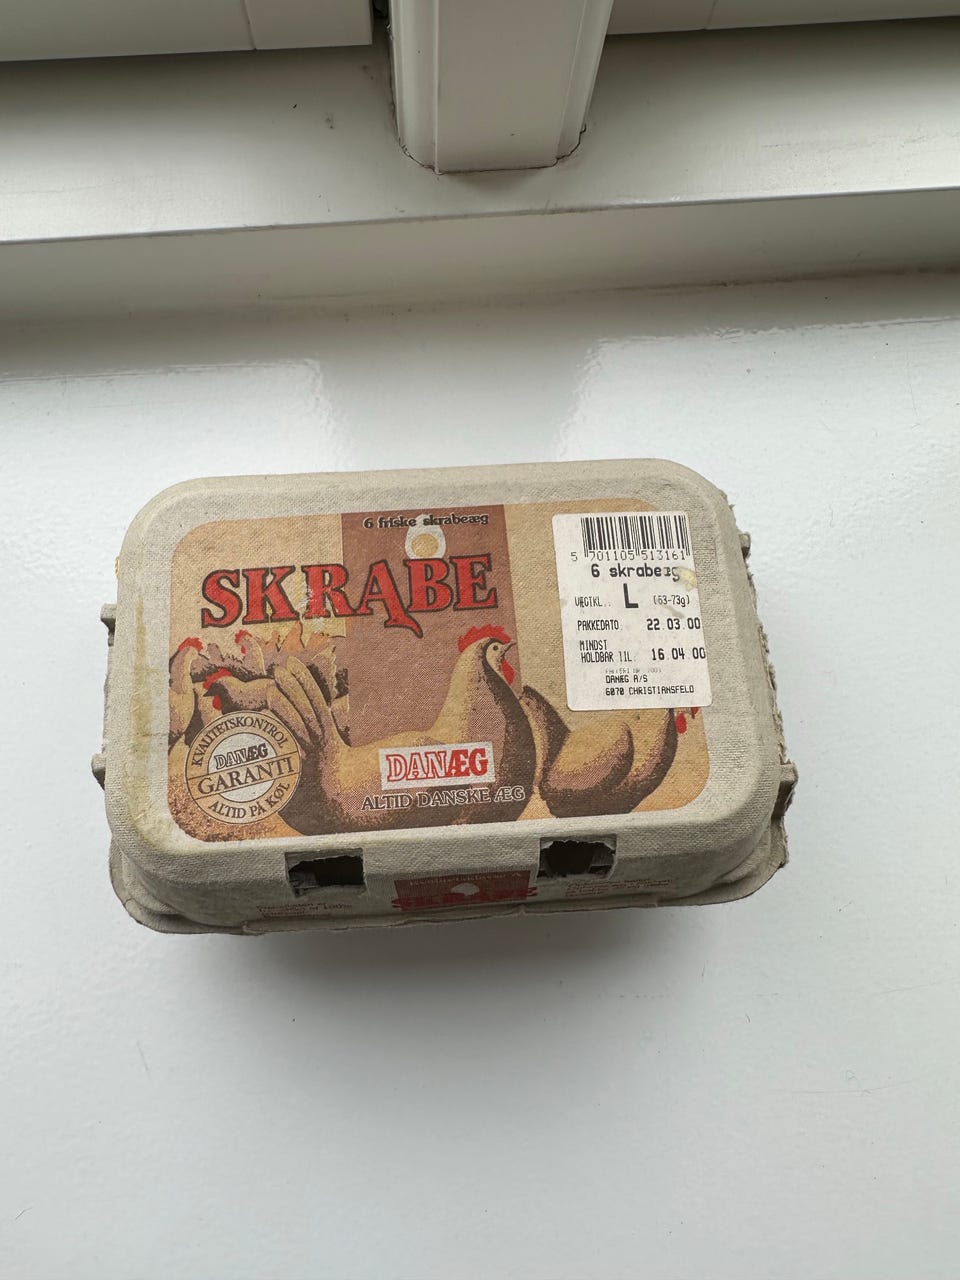 6 friske skrabeæg
SKRABE
5 701105 513161
6 skrabeæg
VÆGTKL.: L (63-73g)
PAKKEDATO 22.03.00
MINDST
HOLDBAR TIL 16.04.00
DANÆG A/S
6070 CHRISTIANSFELD
KVALITETSKONTROL
DANÆG
GARANTI
ALTID PÅ KØL
DANÆG
ALTID DANSKE ÆG
Kvalitetsklasse A
SKRABE